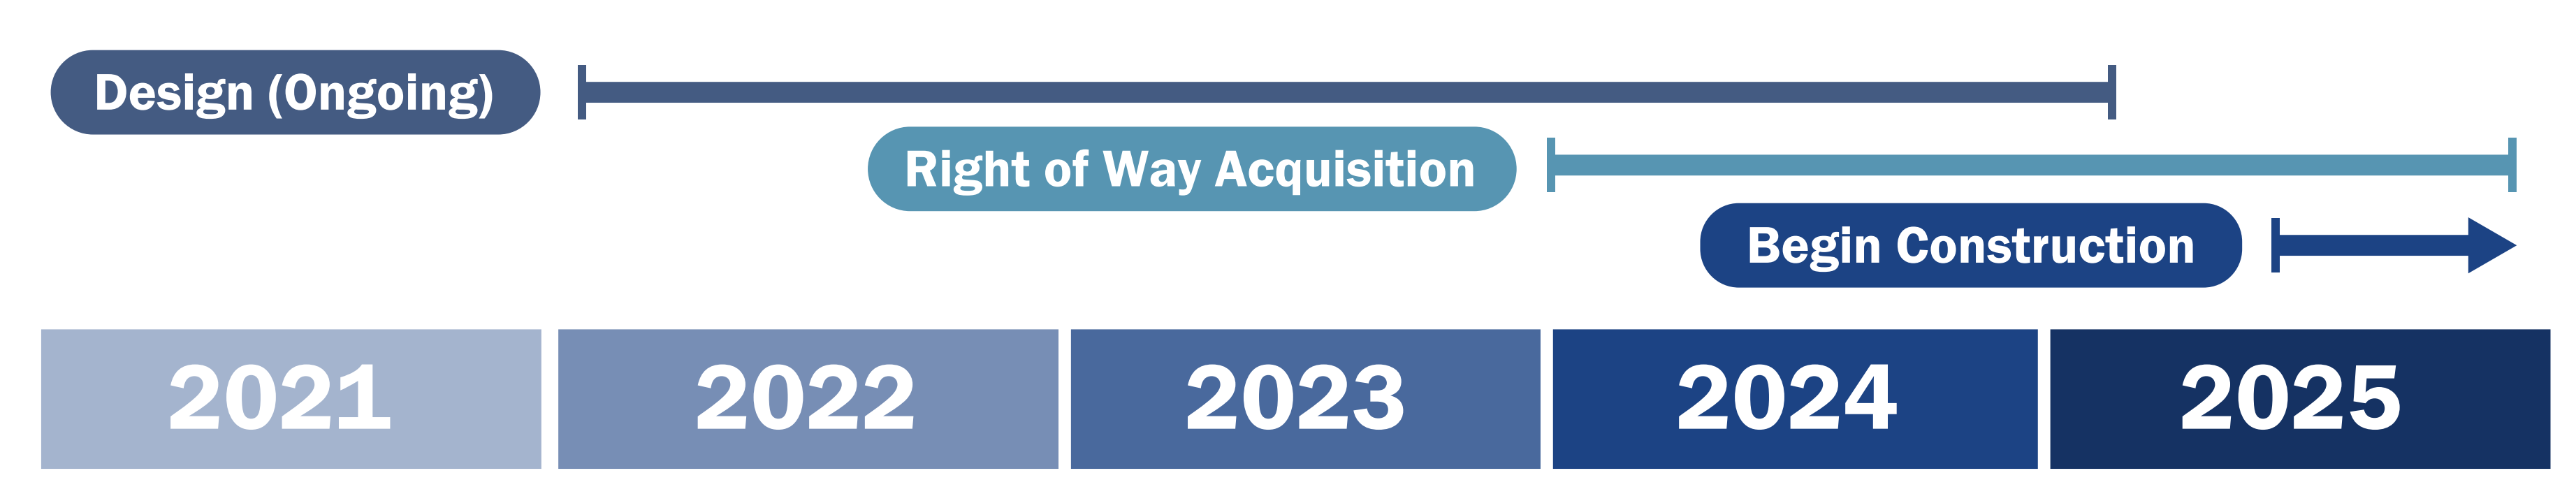 Design (Ongoing)
Right of Way Acquisition
Begin Construction
2021 2022 2023 2024 2025